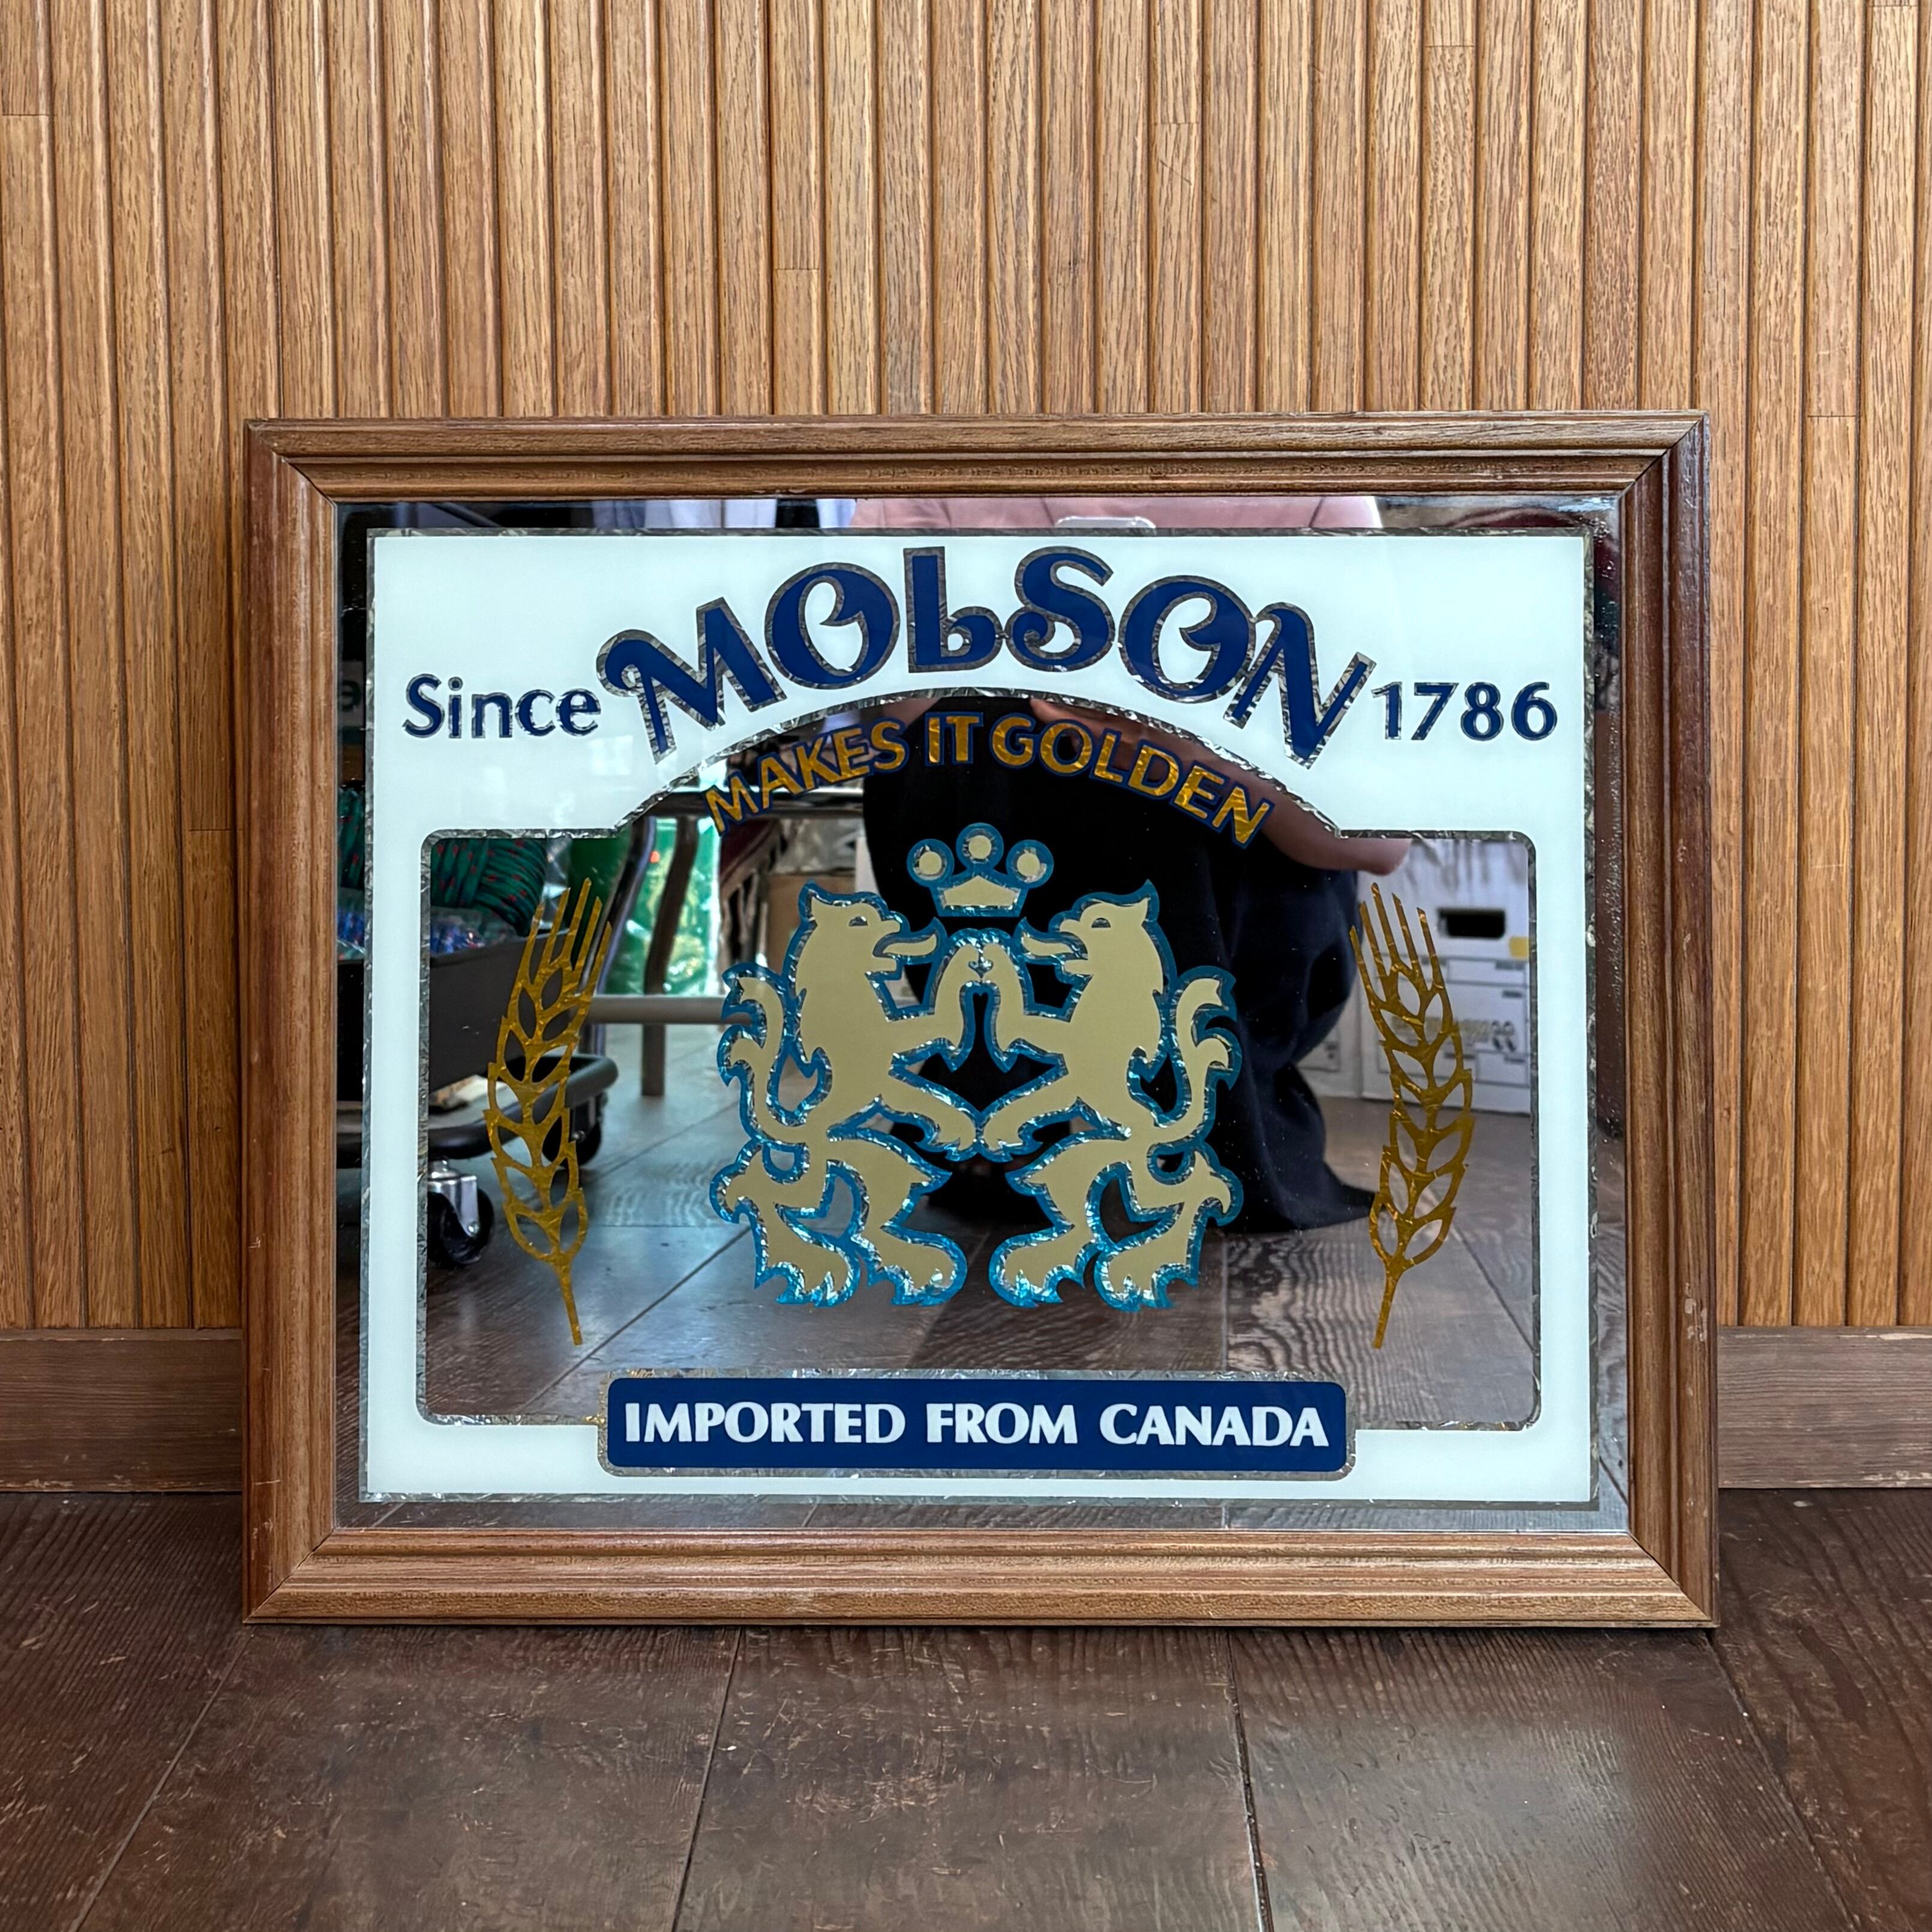 Since MOLSON 1786
MAKES IT GOLDEN
IMPORTED FROM CANADA